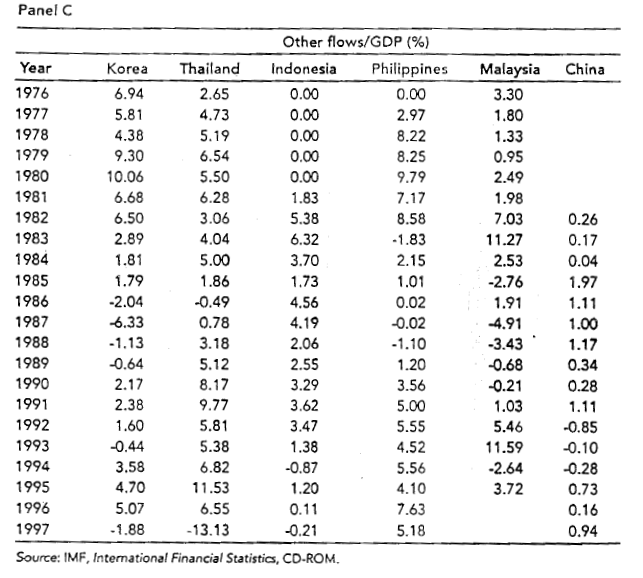 Panel C
Other flows/GDP (%)
Year Korea Thailand Indonesia Philippines Malaysia China
1976 6.94 2.65 0.00 0.00 3.30
1977 5.81 4.73 0.00 2.97 1.80
1978 4.38 5.19 0.00 8.22 1.33
1979 9.30 6.54 0.00 8.25 0.95
1980 10.06 5.50 0.00 9.79 2.49
1981 6.68 6.28 1.83 7.17 1.98
1982 6.50 3.06 5.38 8.58 7.03 0.26
1983 2.89 4.04 6.32 -1.83 11.27 0.17
1984 1.81 5.00 3.70 2.15 2.53 0.04
1985 1.79 1.86 1.73 1.01 -2.76 1.97
1986 -2.04 -0.49 4.56 0.02 1.91 1.11
1987 -6.33 0.78 4.19 -0.02 -4.91 1.00
1988 -1.13 3.18 2.06 -1.10 -3.43 1.17
1989 -0.64 5.12 2.55 1.20 -0.68 0.34
1990 2.17 8.17 3.29 3.56 -0.21 0.28
1991 2.38 9.77 3.62 5.00 1.03 1.11
1992 1.60 5.81 3.47 5.55 5.46 -0.85
1993 -0.44 5.38 1.38 4.52 11.59 -0.10
1994 3.58 6.82 -0.87 5.56 -2.64 -0.28
1995 4.70 11.53 1.20 4.10 3.72 0.73
1996 5.07 6.55 0.11 7.63 0.16
1997 -1.88 -13.13 -0.21 5.18 0.94
Source: IMF, International Financial Statistics, CD-ROM.